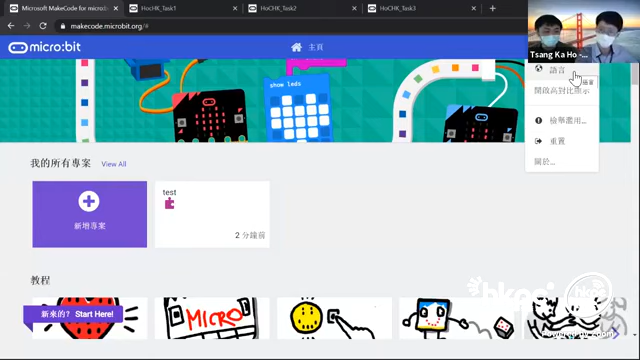 Microsoft MakeCode for micro:b
HoCHK_Task1
HoCHK_Task2
HoCHK_Task3
makecode.microbit.org/#
micro:bit
主頁
Tsang Ka Ho -
語言
開啟高對比顯示
檢舉濫用...
重置
關於...
show leds
我的所有專案
View All
新增專案
test
2 分鐘前
教程
新來的? Start Here!
MICRO